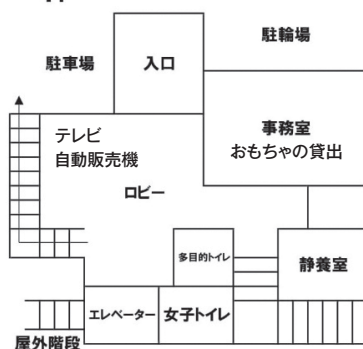 駐輪場
駐車場
入口
テレビ
自動販売機
事務室
おもちゃの貸出
ロビー
多目的トイレ
静養室
エレベーター
女子トイレ
屋外階段